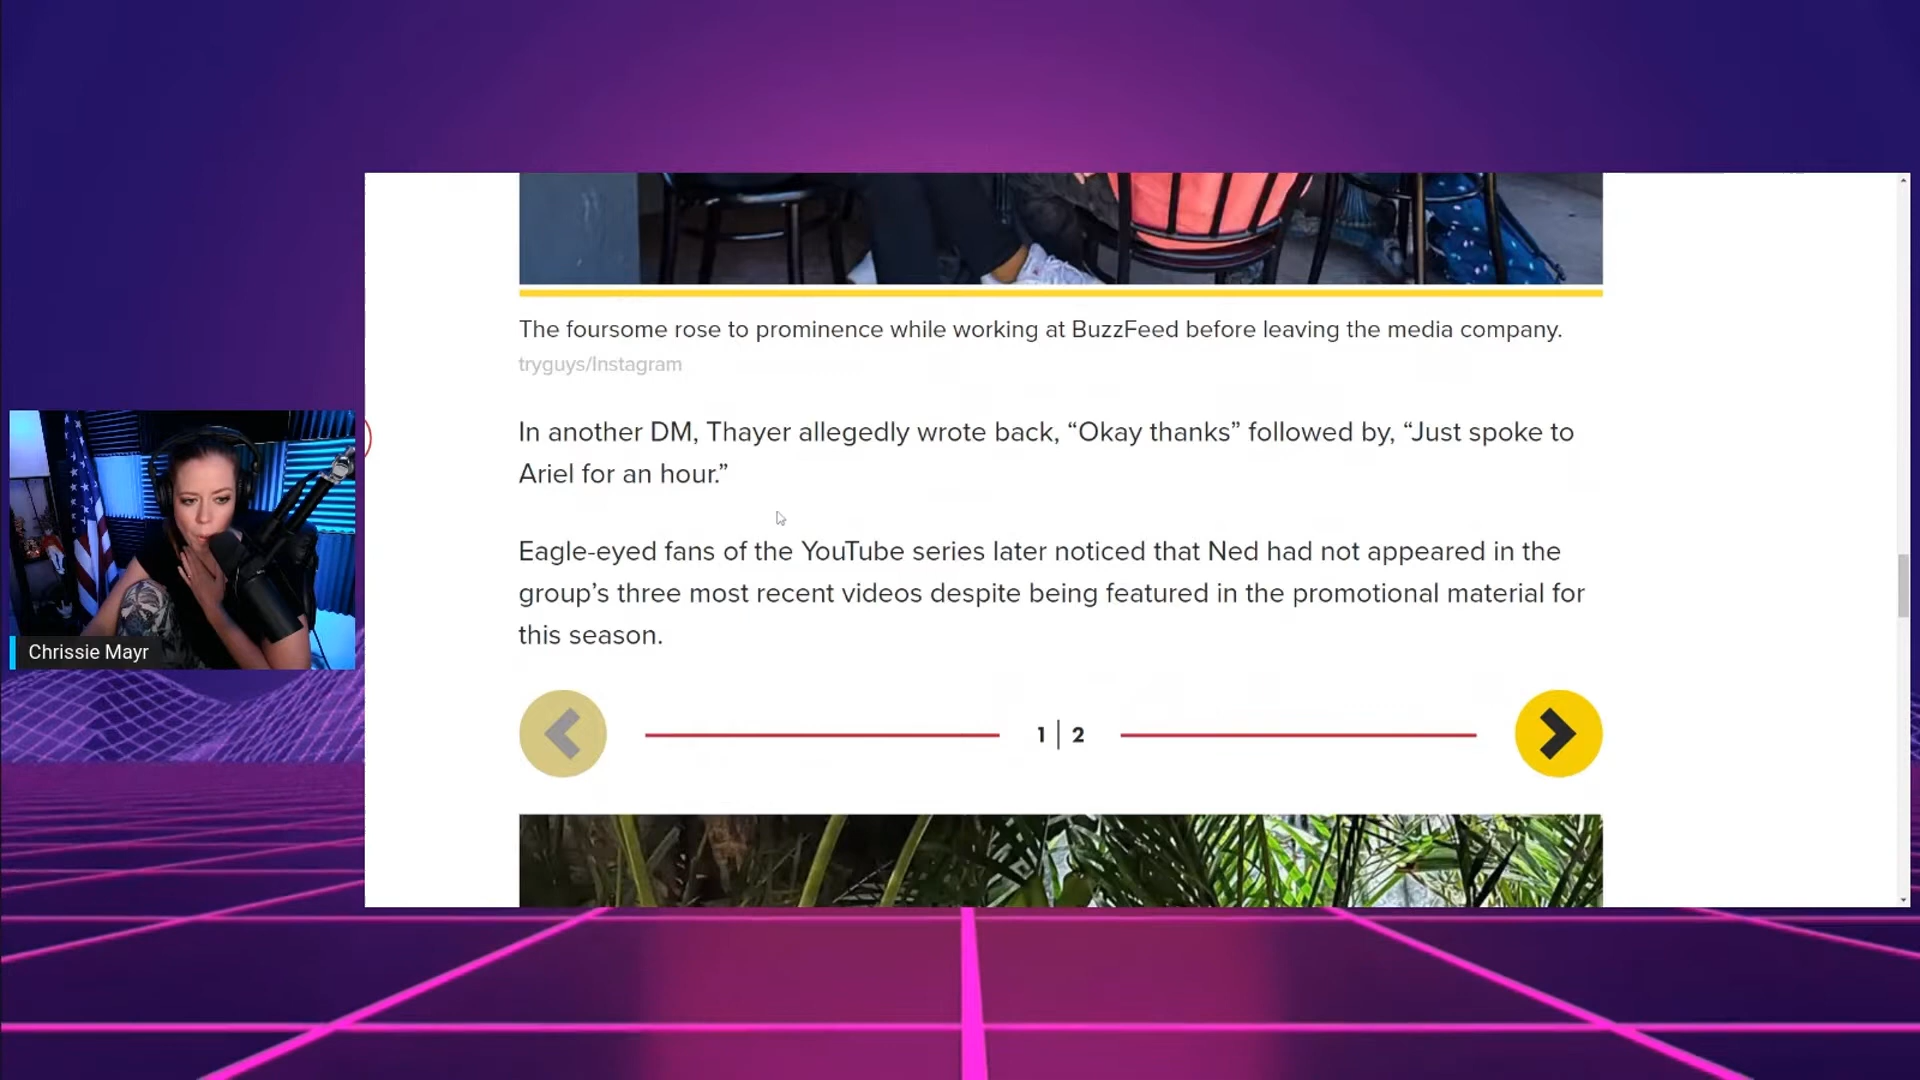 The foursome rose to prominence while working at BuzzFeed before leaving the media company.
tryguys/Instagram
In another DM, Thayer allegedly wrote back, “Okay thanks” followed by, “Just spoke to
Ariel for an hour.”
Eagle-eyed fans of the YouTube series later noticed that Ned had not appeared in the
group’s three most recent videos despite being featured in the promotional material for
this season.
Chrissie Mayr
1 | 2